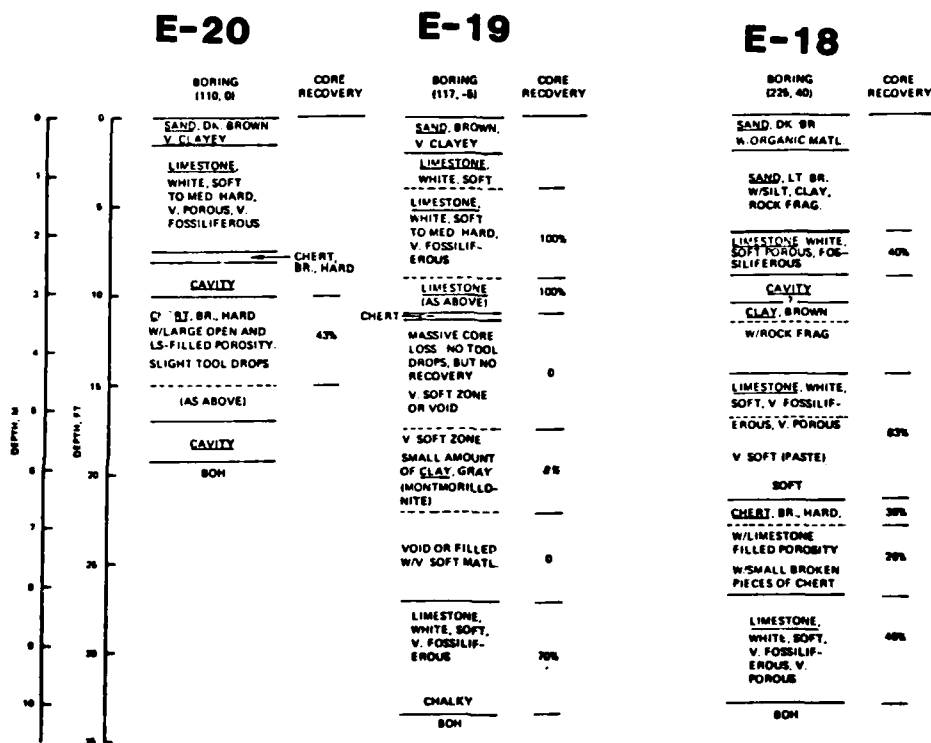 E-20
BORING
(110, 0)
CORE
RECOVERY
SAND, DK. BROWN
V. CLAYEY
LIMESTONE,
WHITE, SOFT
TO MED HARD,
V. POROUS, V.
FOSSILIFEROUS
CHERT,
BR., HARD
CAVITY
BR., HARD
W/LARGE OPEN AND
LS-FILLED POROSITY.
SLIGHT TOOL DROPS
43%
(AS ABOVE)
CAVITY
BOH
E-19
BORING
(117, -5)
CORE
RECOVERY
SAND, BROWN,
V. CLAYEY
LIMESTONE,
WHITE, SOFT
LIMESTONE,
WHITE, SOFT
TO MED HARD,
V. FOSSILIF-
EROUS
100%
LIMESTONE
(AS ABOVE)
100%
CHERT
MASSIVE CORE
LOSS NO TOOL
DROPS, BUT NO
RECOVERY
0
V. SOFT ZONE
OR VOID
V SOFT ZONE
SMALL AMOUNT
OF CLAY, GRAY
(MONTMORILLO-
NITE)
VOID OR FILLED
W/V SOFT MATL.
0
LIMESTONE,
WHITE, SOFT,
V. FOSSILIF-
EROUS
70%
CHALKY
BOH
E-18
BORING
(225, 40)
CORE
RECOVERY
SAND, DK BR
W.ORGANIC MATL
SAND, LT BR.
W/SILT, CLAY,
ROCK FRAG.
LIMESTONE WHITE,
SOFT POROUS, FOS-
SILIFEROUS
40%
CAVITY
?
CLAY, BROWN
W/ROCK FRAG
LIMESTONE, WHITE,
SOFT, V. FOSSILIF-
EROUS, V. POROUS
V SOFT (PASTE)
SOFT
CHERT, BR., HARD,
W/LIMESTONE
FILLED POROSITY
W/SMALL BROKEN
PIECES OF CHERT
LIMESTONE,
WHITE, SOFT,
V. FOSSILIF-
EROUS, V.
POROUS
BOH
DEPTH, M
0
1
2
3
4
6
7
8
9
10
DEPTH, FT
0
5
10
15
20
25